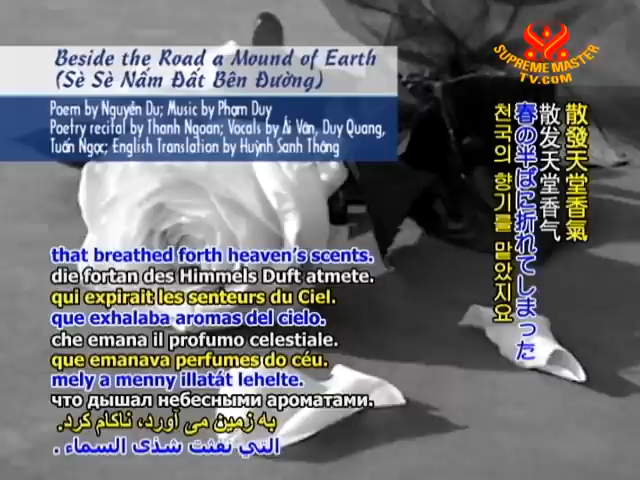 Beside the Road a Mound of Earth
(Sè Sè Nấm Đất Bên Đường)
Poem by Nguyễn Du; Music by Phạm Duy
Poetry recital by Thanh Ngoan; Vocals by Ái Vân, Duy Quang,
Tuấn Ngọc; English Translation by Huỳnh Sanh Thông
SUPREME MASTER
TV.COM
散發天堂香氣
散发天堂香气
春の半ばに折れてしまった
천국의 향기를 맡았지요
that breathed forth heaven's scents.
die fortan des Himmels Duft atmete.
qui expirait les senteurs du Ciel.
que exhalaba aromas del cielo.
che emana il profumo celestiale.
que emanava perfumes do céu.
mely a menny illatát lehelte.
что дышал небесными ароматами.
به زمین می آورد، ناکام کرد.
التي نفثت شذى السماء .